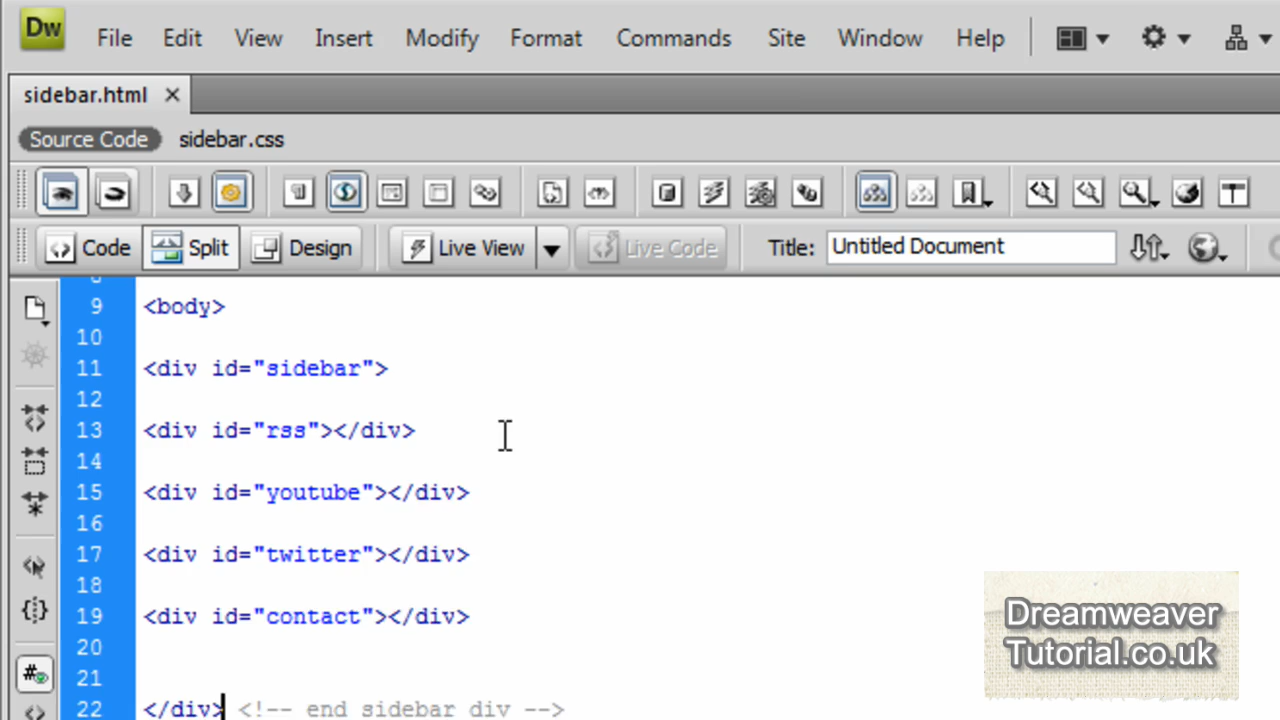 Dw File Edit View Insert Modify Format Commands Site Window Help
sidebar.html
Source Code sidebar.css
Code Split Design Live View Live Code Title: Untitled Document
8
9 <body>
10
11 <div id="sidebar">
12
13 <div id="rss"></div>
14
15 <div id="youtube"></div>
16
17 <div id="twitter"></div>
18
19 <div id="contact"></div>
20
21
22 </div> <!-- end sidebar div -->
Dreamweaver
Tutorial.co.uk